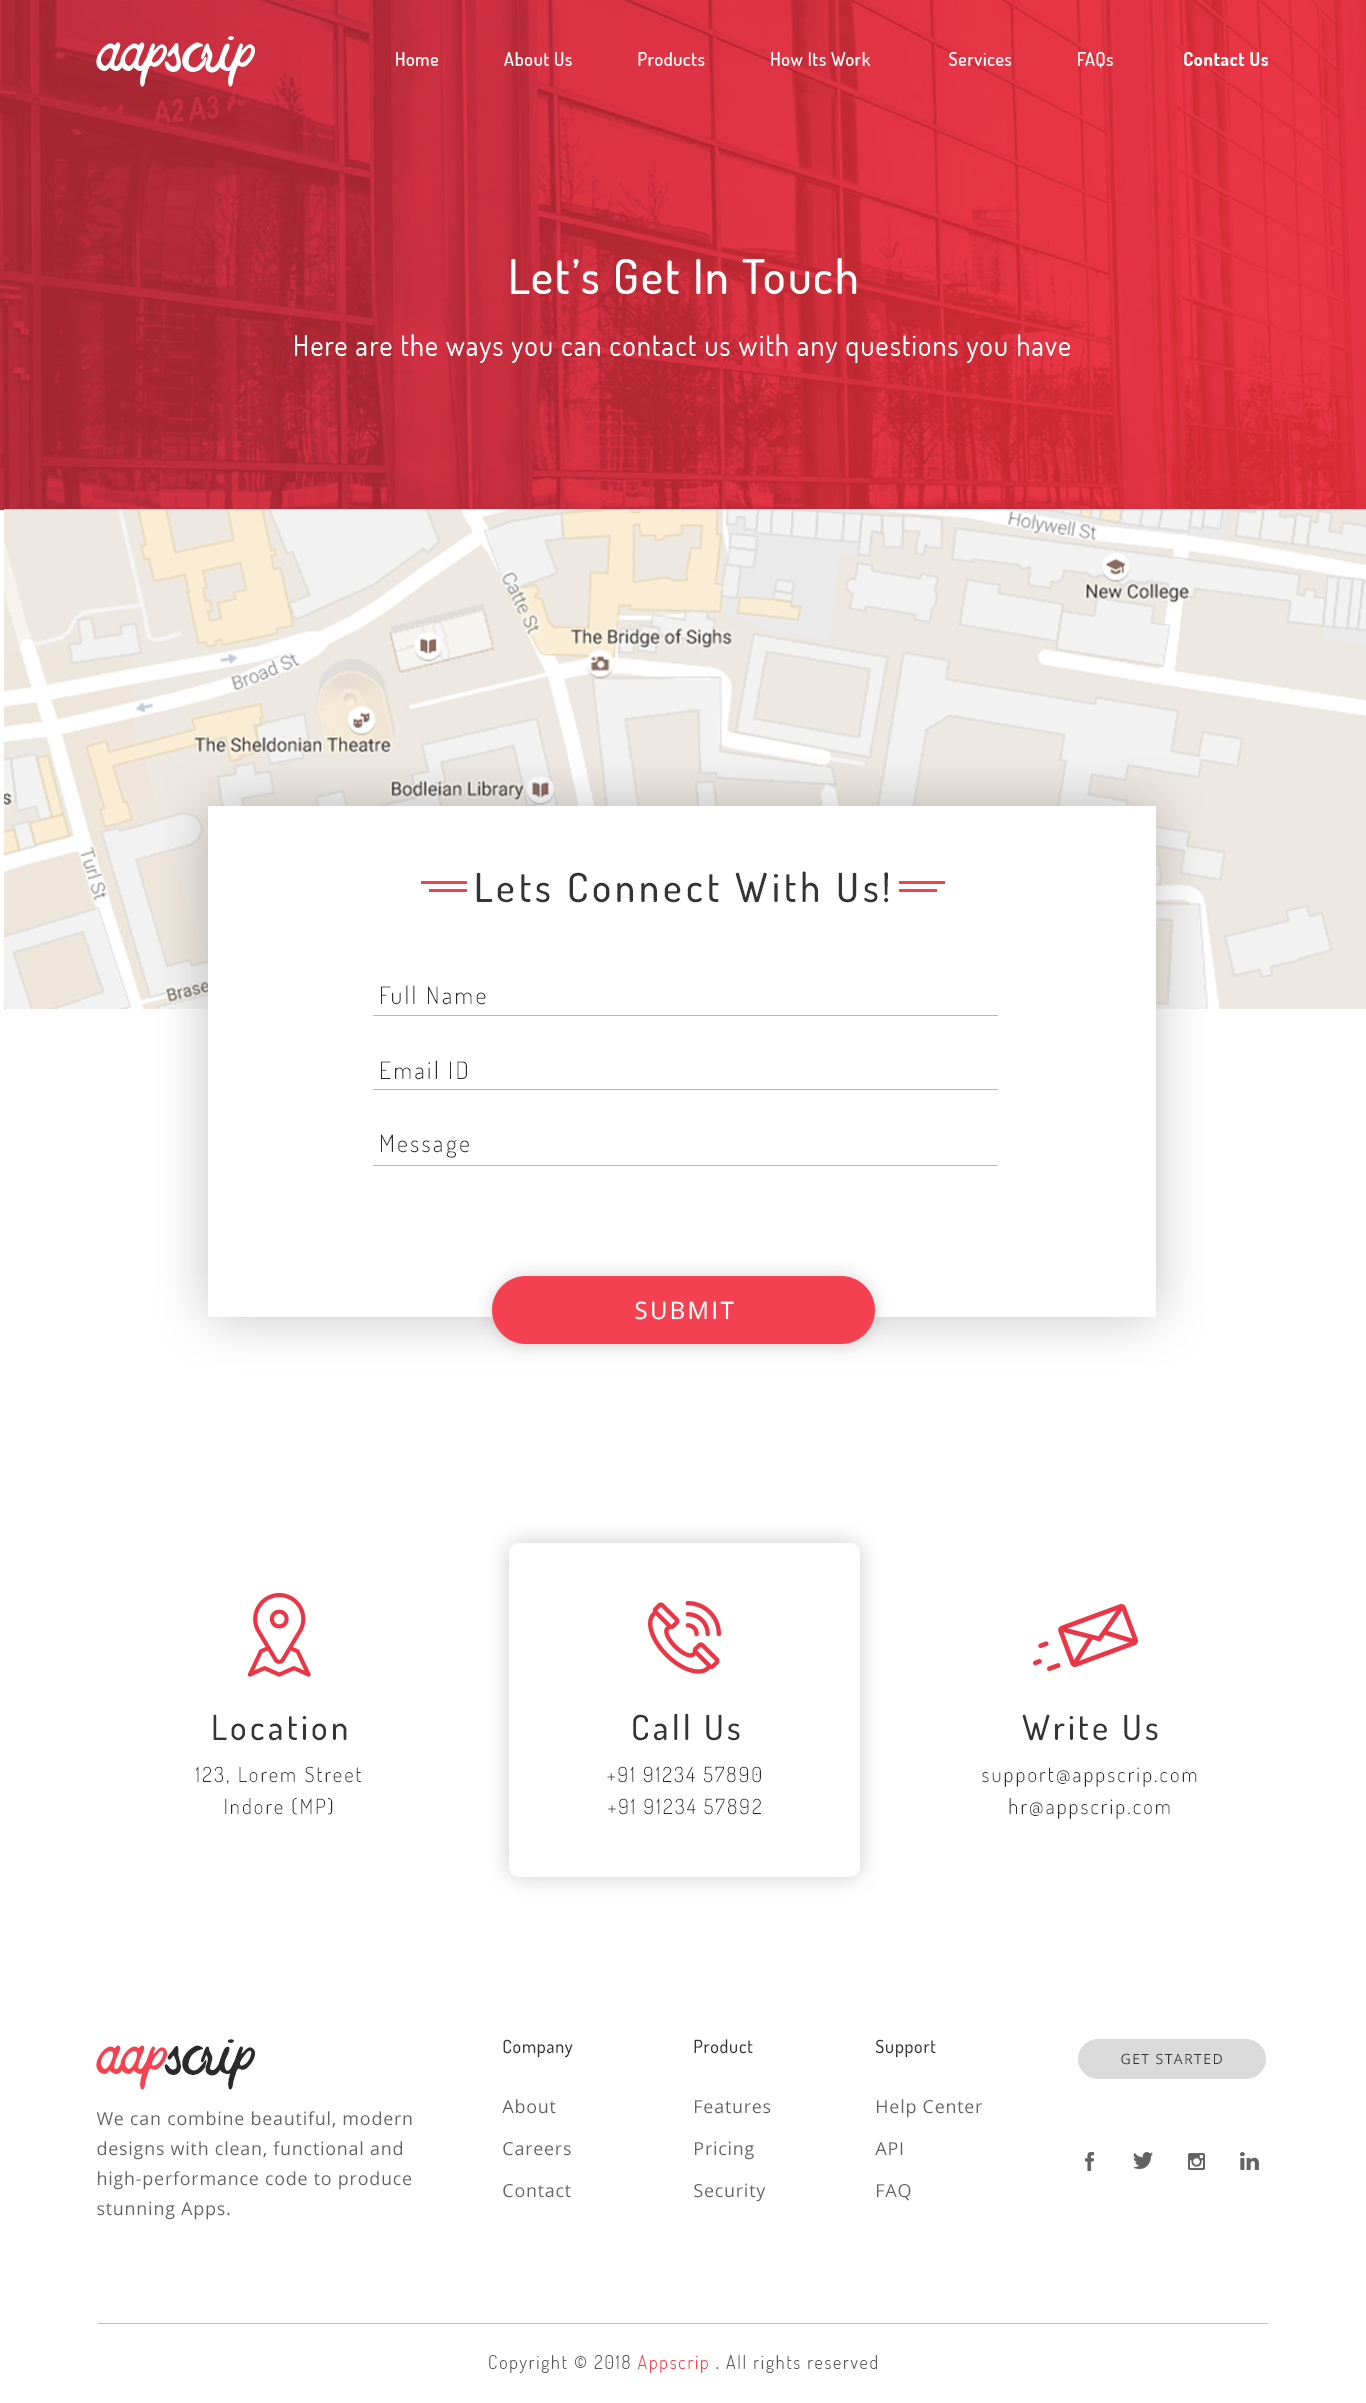 aapscrip
Home About Us Products How Its Work Services FAQs Contact Us
A2 A3
Let's Get In Touch
Here are the ways you can contact us with any questions you have
Holywell St
New College
Catte St
The Bridge of Sighs
Broad St
The Sheldonian Theatre
Bodleian Library
s
Turl St
Brase
Lets Connect With Us!
Full Name
Email ID
Message
SUBMIT
Location
123, Lorem Street
Indore (MP)
Call Us
+91 91234 57890
+91 91234 57892
Write Us
support@appscrip.com
hr@appscrip.com
aapscrip
We can combine beautiful, modern
designs with clean, functional and
high-performance code to produce
stunning Apps.
Company
About
Careers
Contact
Product
Features
Pricing
Security
Support
Help Center
API
FAQ
GET STARTED
Copyright © 2018 Appscrip . All rights reserved